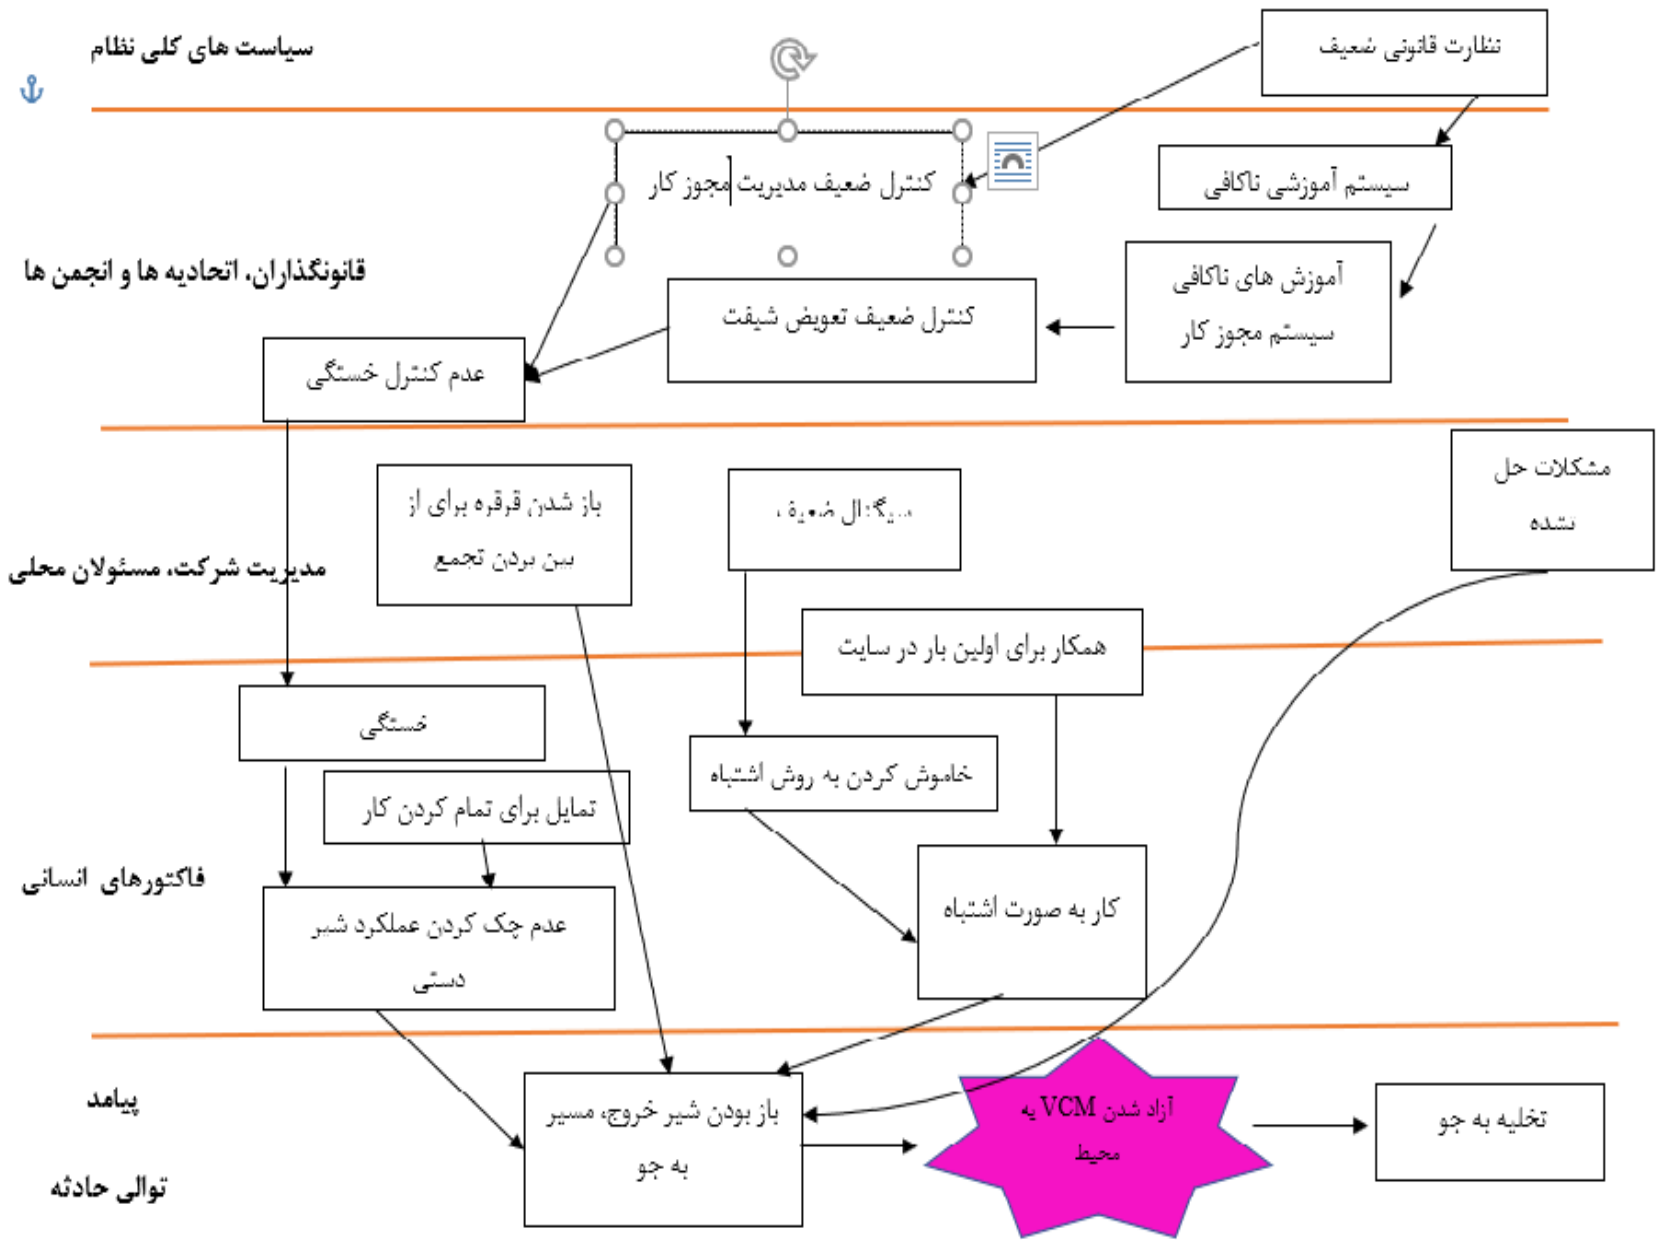 سیاست های کلی نظام
نظارت قانونی ضعیف
کنترل ضعیف مدیریت مجوز کار
سیستم آموزشی ناکافی
قانونگذاران، اتحادیه ها و انجمن ها
آموزش های ناکافی
سیستم مجوز کار
کنترل ضعیف تعویض شیفت
عدم کنترل خستگی
مشکلات حل
نشده
باز شدن قرقره برای از
بین بردن تجمع
سیگنال ضعیف
مدیریت شرکت، مسئولان محلی
همکار برای اولین بار در سایت
خستگی
خاموش کردن به روش اشتباه
تمایل برای تمام کردن کار
فاکتورهای انسانی
کار به صورت اشتباه
عدم چک کردن عملکرد شیر
دستی
پیامد
باز بودن شیر خروج، مسیر
به جو
آزاد شدن VCM به
محیط
تخلیه به جو
توالی حادثه